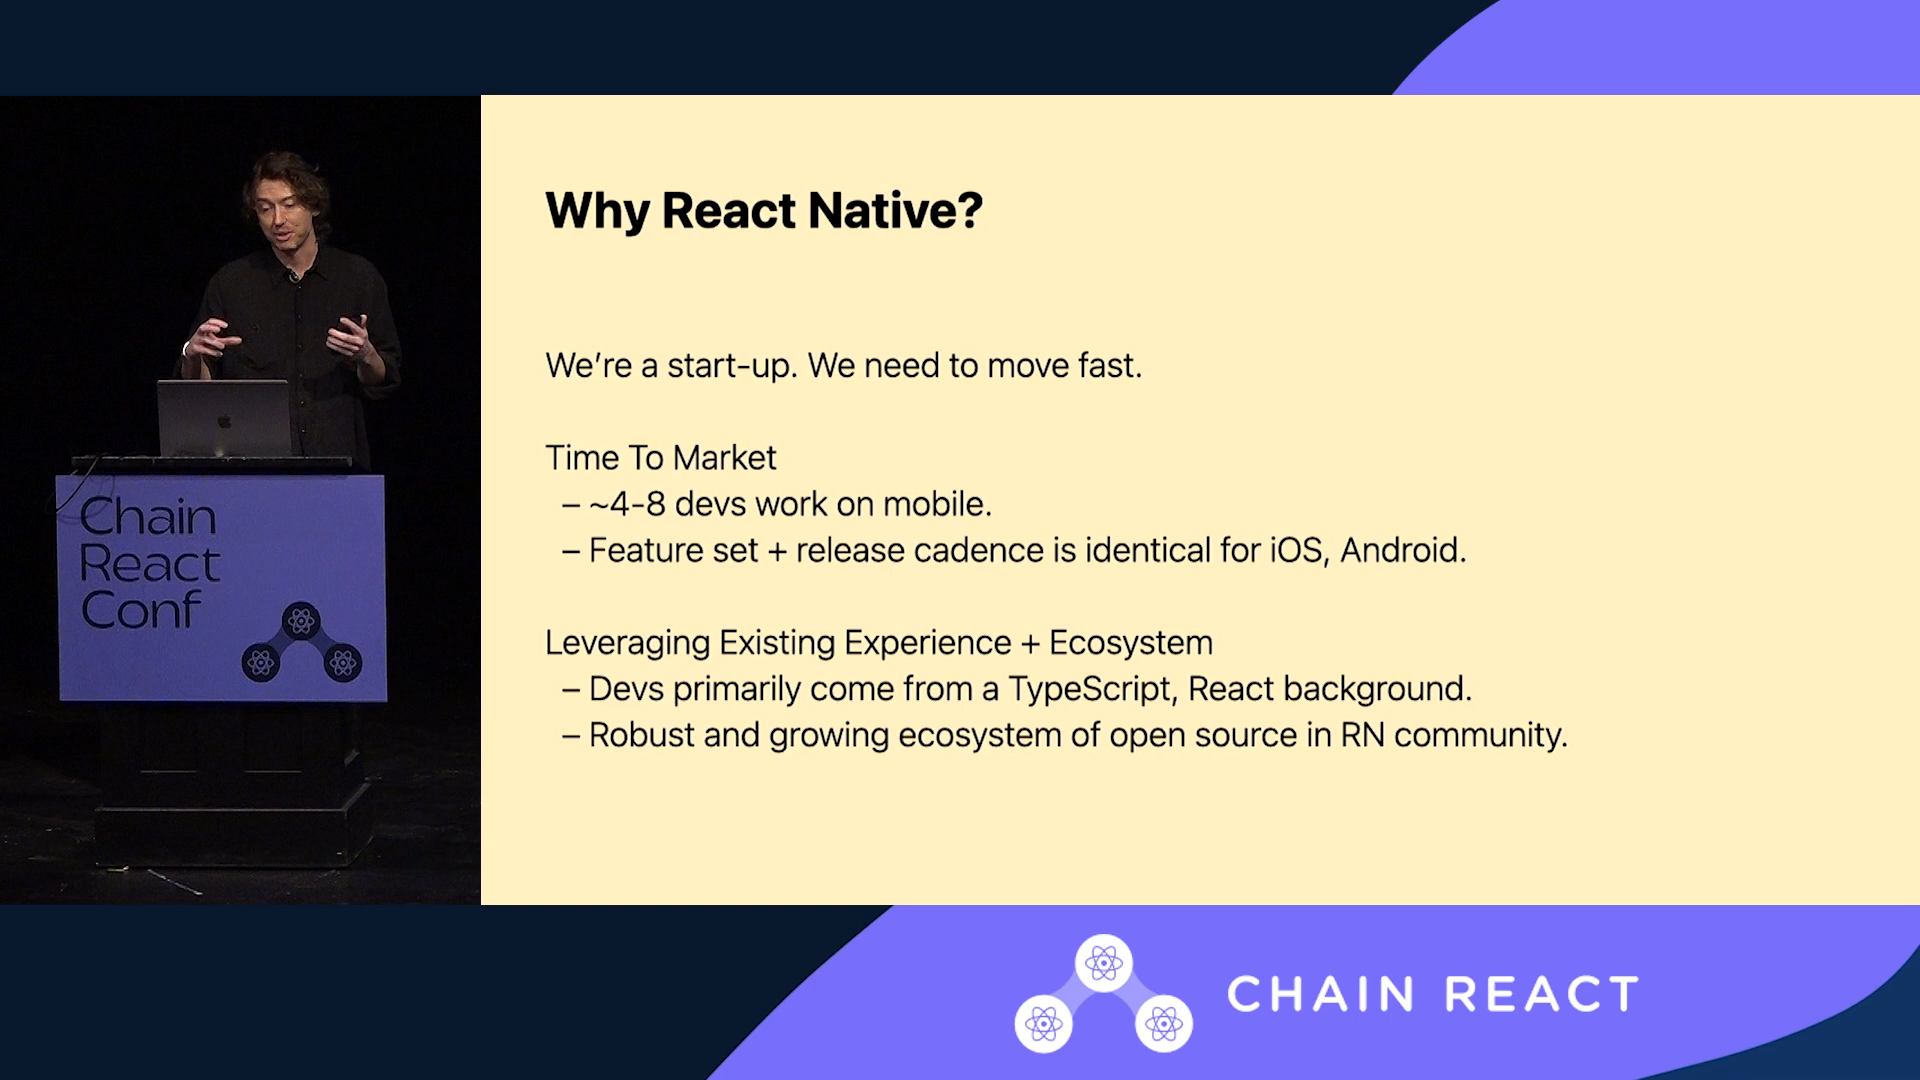 Why React Native?
We're a start-up. We need to move fast.
Time To Market
– ~4-8 devs work on mobile.
– Feature set + release cadence is identical for iOS, Android.
Leveraging Existing Experience + Ecosystem
– Devs primarily come from a TypeScript, React background.
– Robust and growing ecosystem of open source in RN community.
Chain
React
Conf
CHAIN REACT